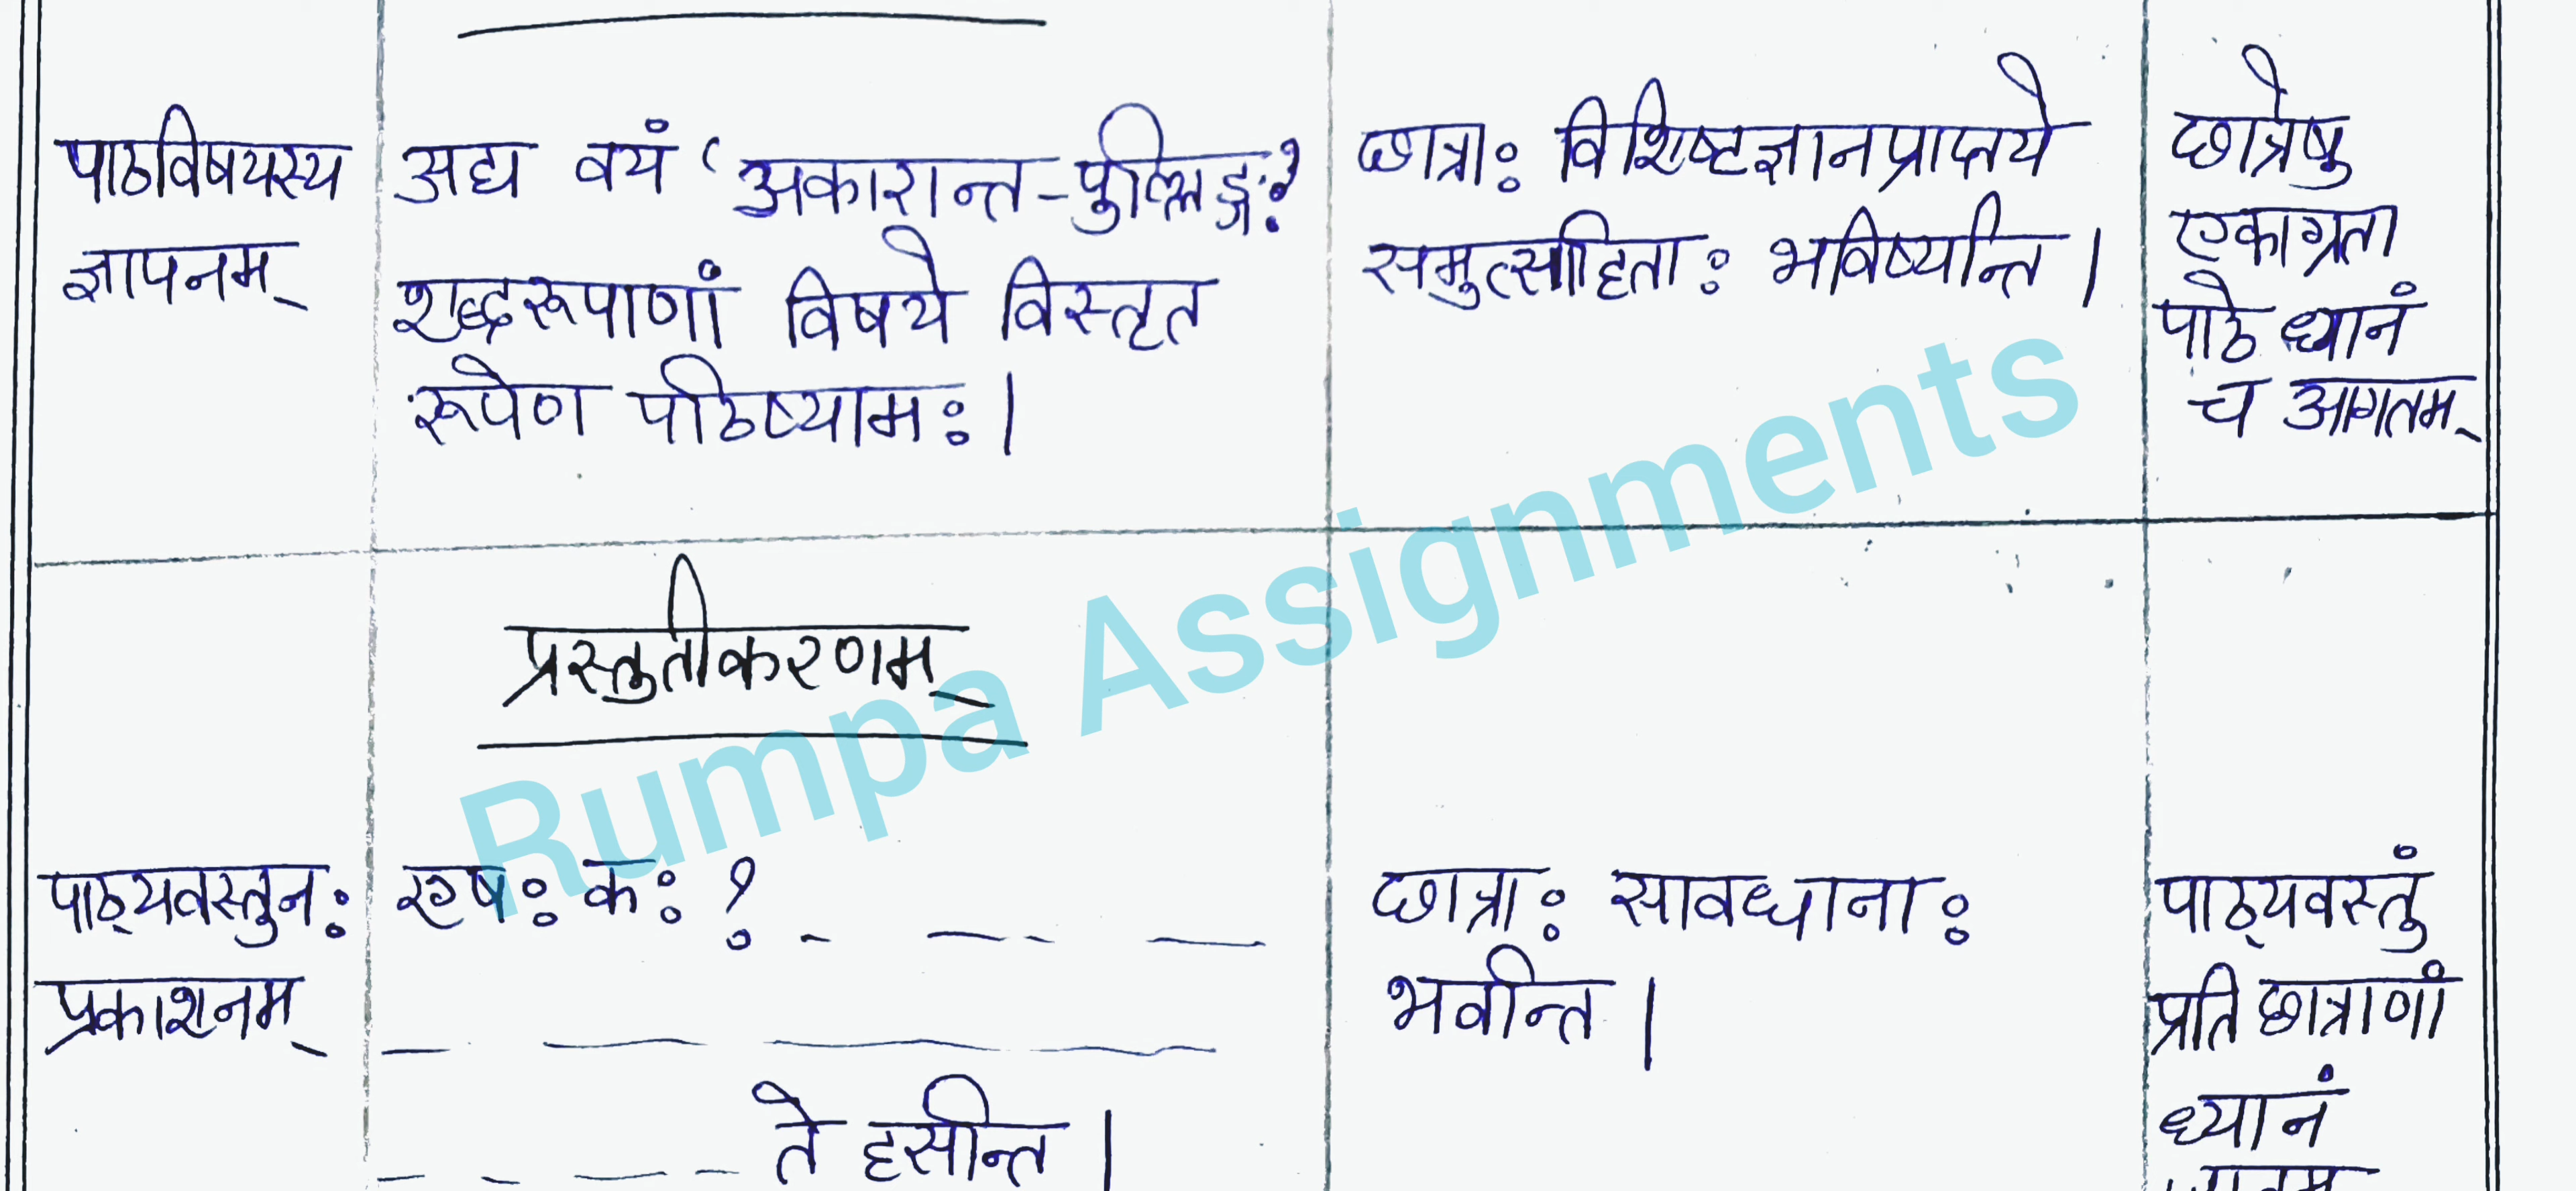 पाठविषयस्य
ज्ञापनम्
अद्य वयं 'अकारान्त-पुल्लिङ्गः'
शब्दरूपाणां विषये विस्तृत
रूपेण पठिष्यामः।
छात्राः विशिष्टज्ञानप्राप्तये
समुत्साहिताः भविष्यन्ति।
छात्रेषु
एकाग्रता
पाठे ध्यानं
च आगतम्
प्रस्तुतीकरणम्
पाठ्यवस्तुनः
प्रकाशनम्
एषः कः ? - — — —
— — — —
- - — - ते हसन्ति।
छात्राः सावधानाः
भवन्ति।
पाठ्यवस्तुं
प्रति छात्राणां
ध्यानं
Rumpa Assignments